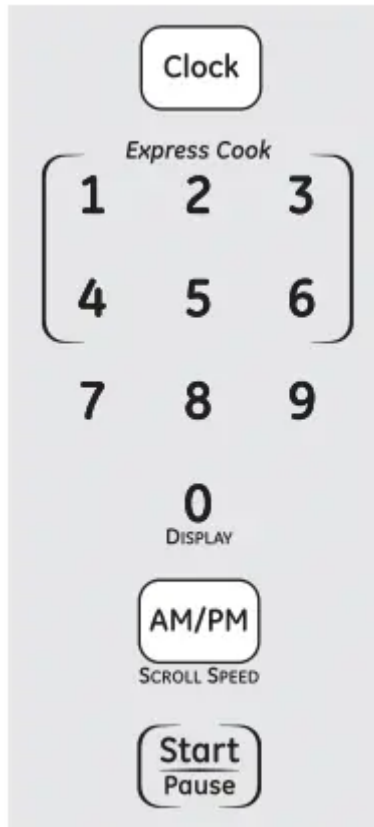 Clock
Express Cook
1 2 3
4 5 6
7 8 9
0
DISPLAY
AM/PM
SCROLL SPEED
Start
Pause